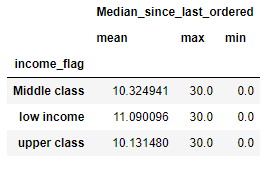 Median_since_last_ordered
mean max min
income_flag
Middle class 10.324941 30.0 0.0
low income 11.090096 30.0 0.0
upper class 10.131480 30.0 0.0